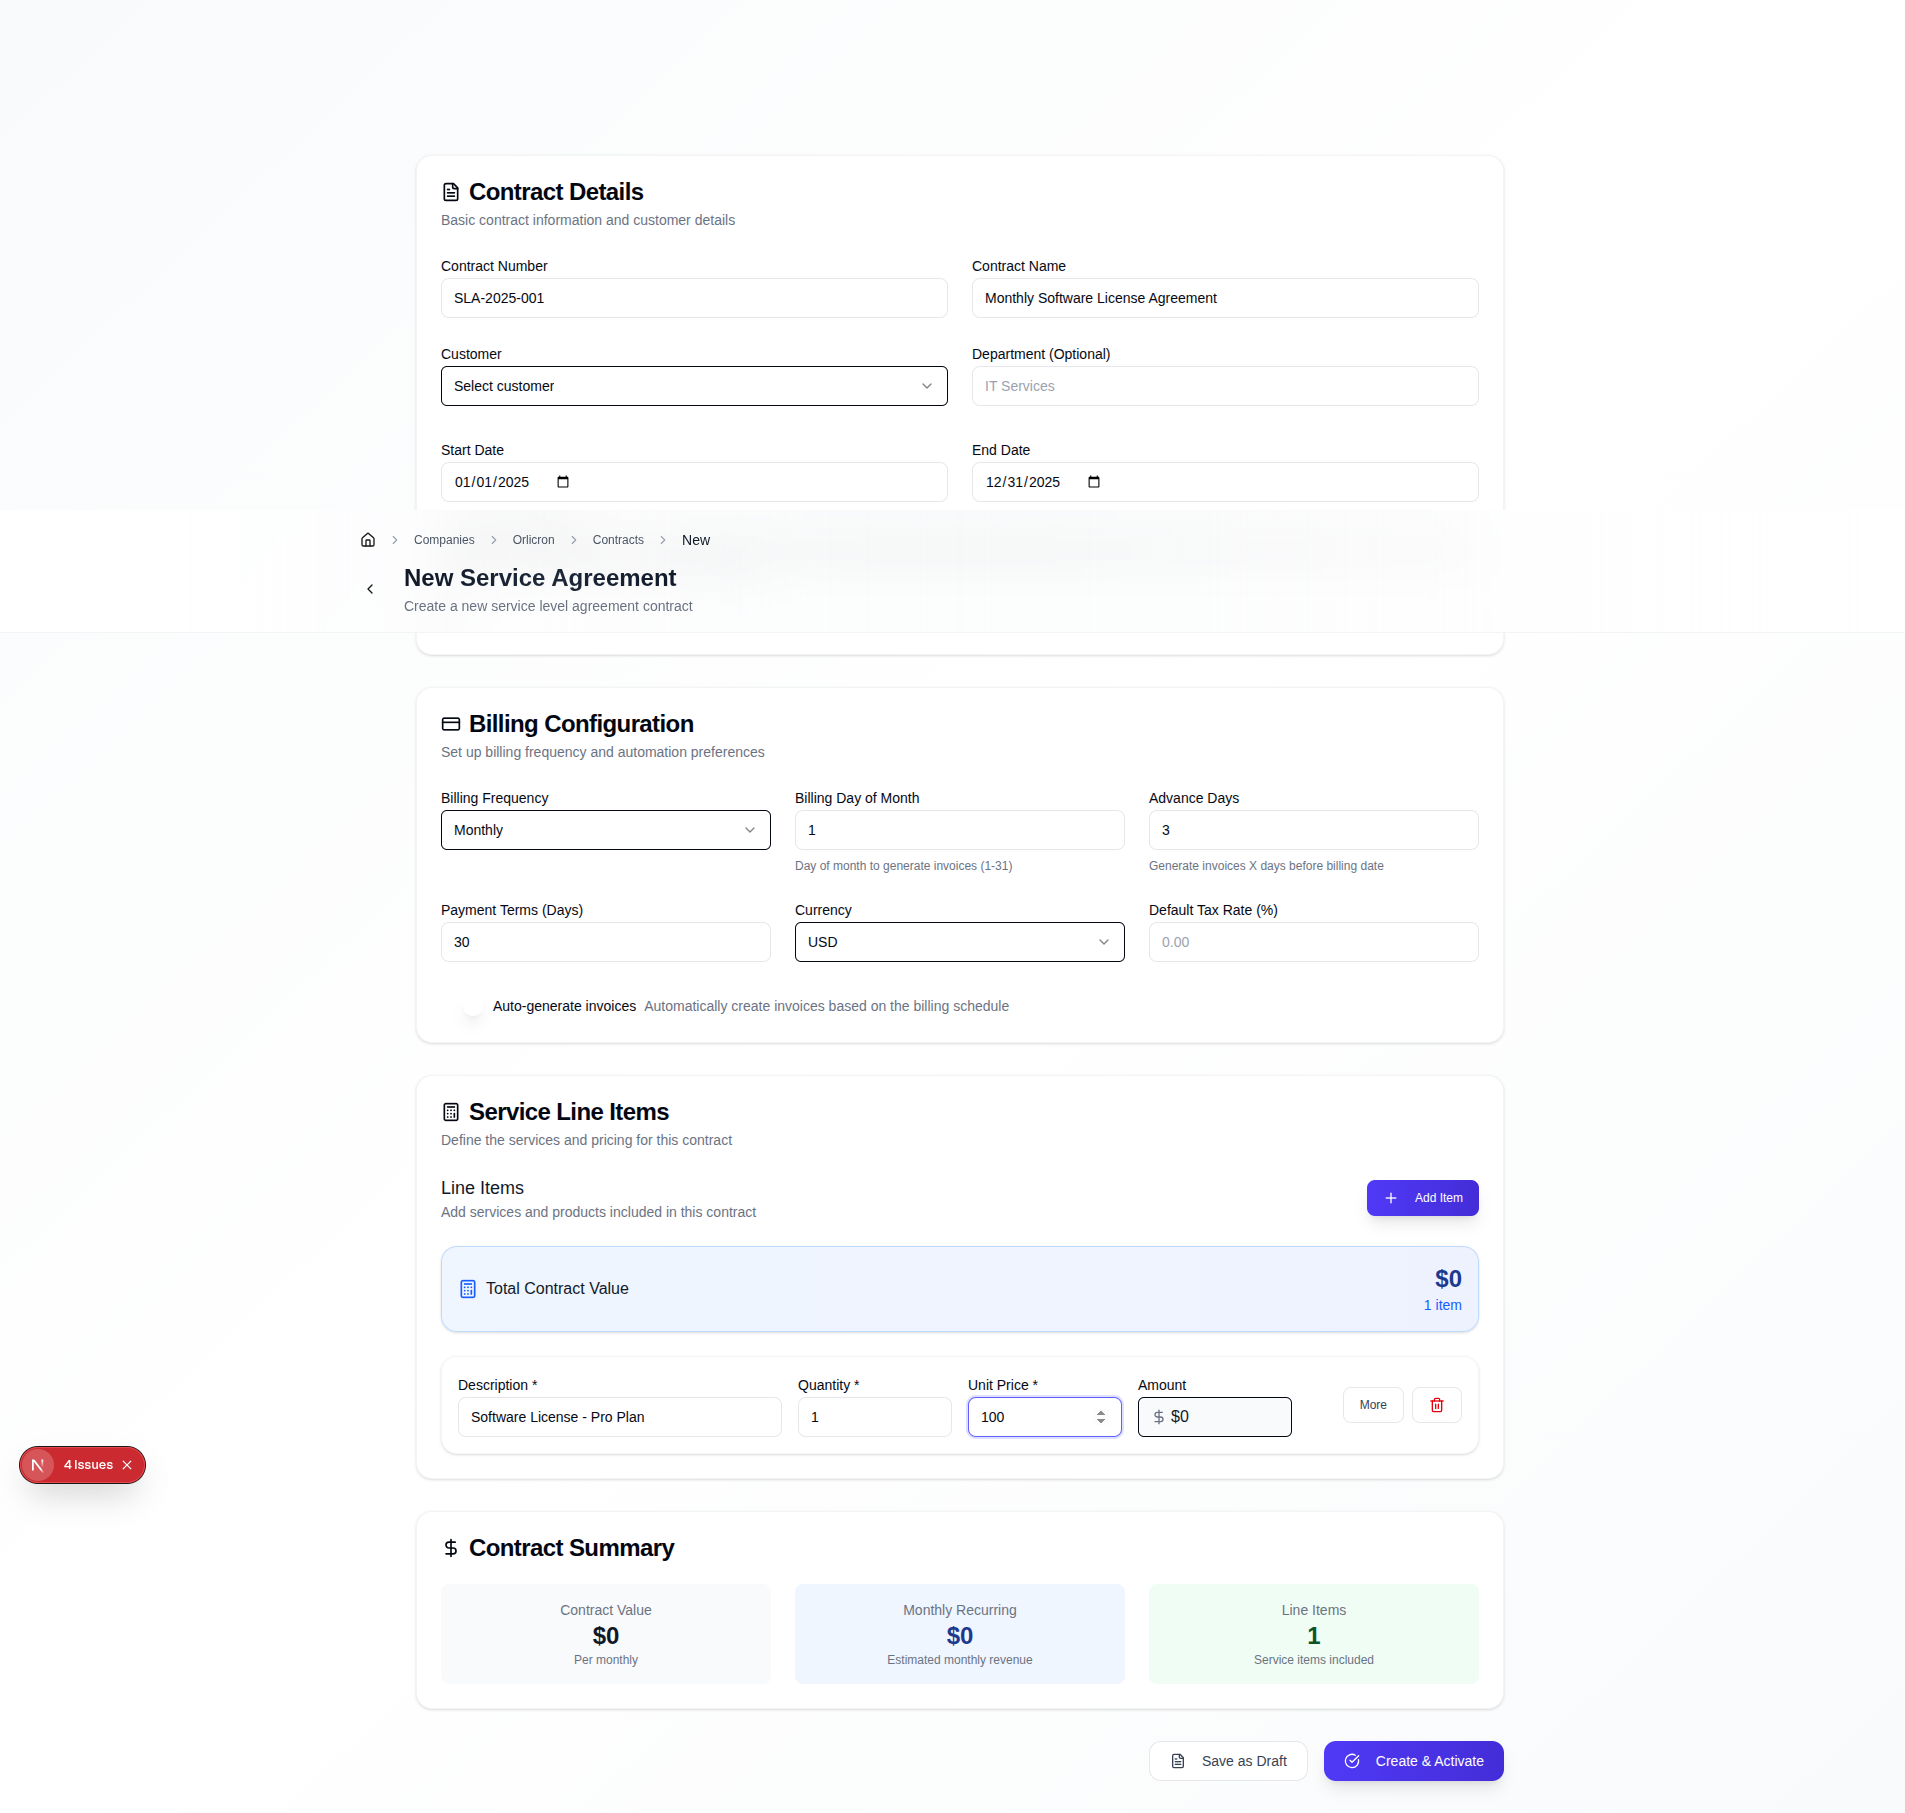 Contract Details
Basic contract information and customer details
Contract Number
Contract Name
SLA-2025-001
Monthly Software License Agreement
Customer
Department (Optional)
Select customer
IT Services
Start Date
End Date
01/01/2025
12/31/2025
Companies
Orlicron
Contracts
New
New Service Agreement
Create a new service level agreement contract
Billing Configuration
Set up billing frequency and automation preferences
Billing Frequency
Billing Day of Month
Advance Days
Monthly
1
3
Day of month to generate invoices (1-31)
Generate invoices X days before billing date
Payment Terms (Days)
Currency
Default Tax Rate (%)
30
USD
0.00
Auto-generate invoices Automatically create invoices based on the billing schedule
Service Line Items
Define the services and pricing for this contract
Line Items
Add services and products included in this contract
Add Item
Total Contract Value
$0
1 item
Description *
Quantity *
Unit Price *
Amount
Software License - Pro Plan
1
100
$ $0
More
N 4 Issues
Contract Summary
Contract Value
$0
Per monthly
Monthly Recurring
$0
Estimated monthly revenue
Line Items
1
Service items included
Save as Draft
Create & Activate